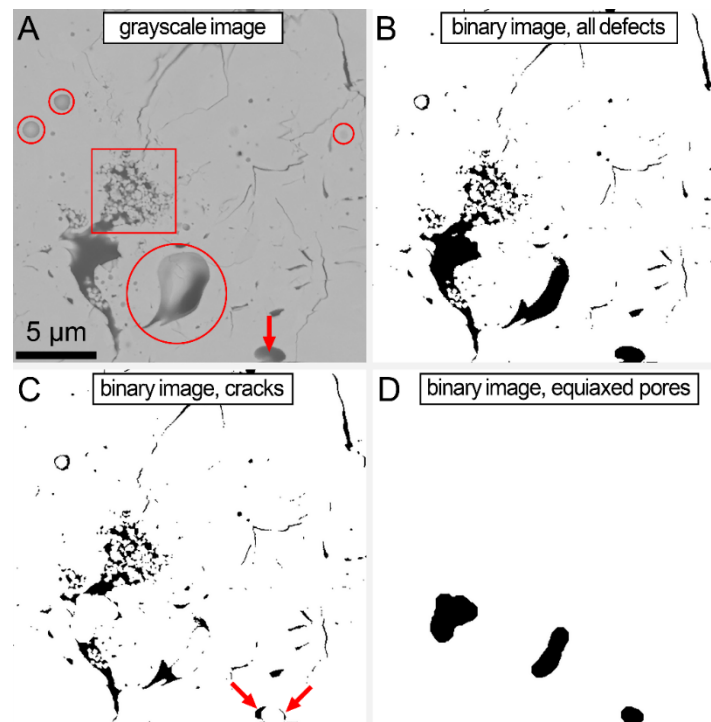 A
grayscale image
5 μm
B
binary image, all defects
C
binary image, cracks
D
binary image, equiaxed pores